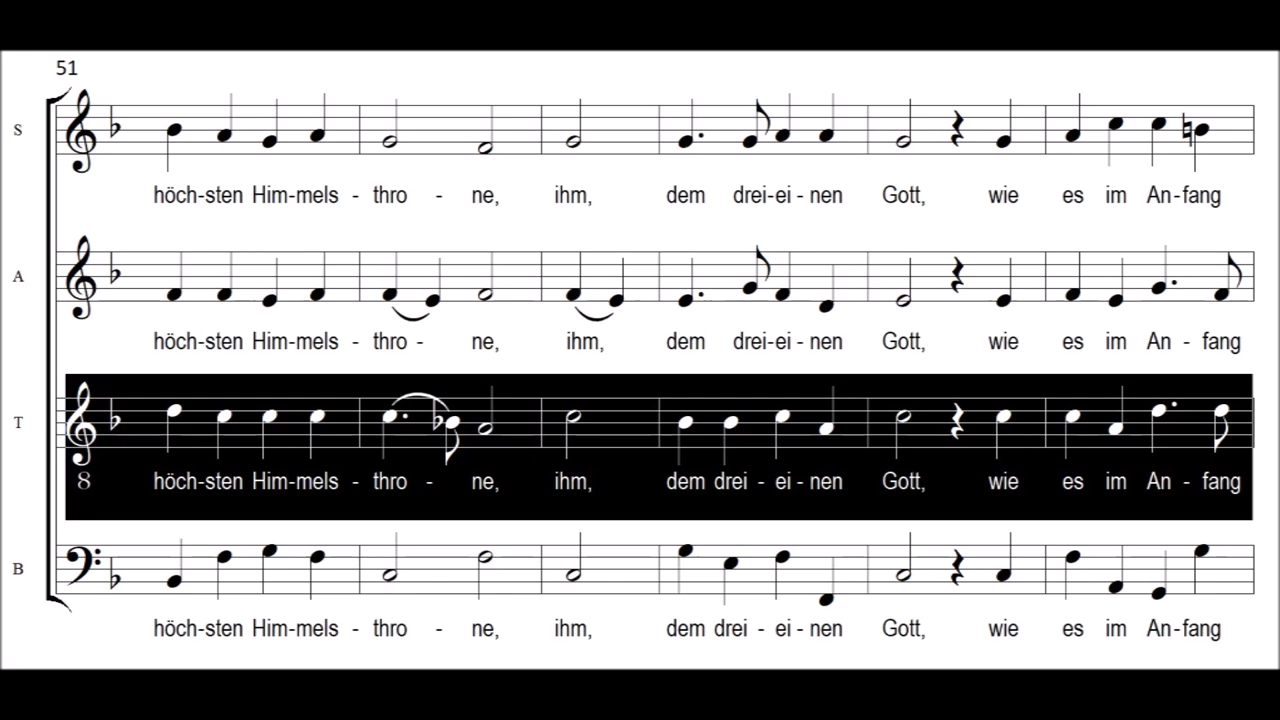 51
S
höch-sten Him-mels - thro - ne, ihm, dem drei-ei - nen Gott, wie es im An-fang
A
höch-sten Him-mels - thro - ne, ihm, dem drei-ei - nen Gott, wie es im An - fang
T
8
höch-sten Him-mels - thro - ne, ihm, dem drei - ei - nen Gott, wie es im An - fang
B
höch-sten Him-mels - thro - ne, ihm, dem drei - ei - nen Gott, wie es im An-fang